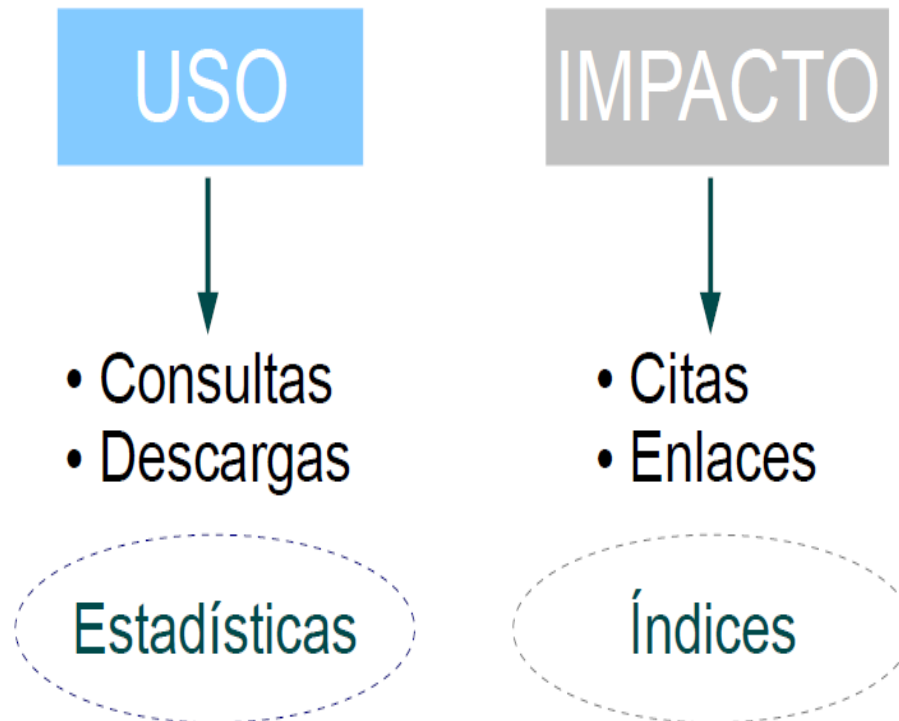 USO
• Consultas
• Descargas
Estadísticas
IMPACTO
• Citas
• Enlaces
Índices